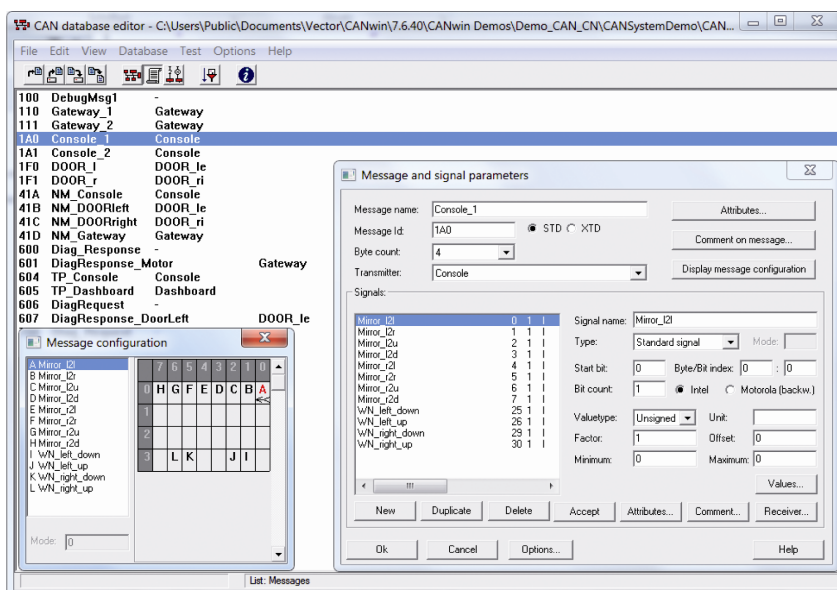 CAN database editor - C:\Users\Public\Documents\Vector\CANwin\7.6.40\CANwin Demos\Demo_CAN_CN\CANSystemDemo\CAN...
File Edit View Database Test Options Help
100 DebugMsg1 -
110 Gateway_1 Gateway
111 Gateway_2 Gateway
1A0 Console_1 Console
1A1 Console_2 Console
1F0 DOOR_l DOOR_le
1F1 DOOR_r DOOR_ri
41A NM_Console Console
41B NM_DOORleft DOOR_le
41C NM_DOORright DOOR_ri
41D NM_Gateway Gateway
600 Diag_Response -
601 DiagResponse_Motor Gateway
604 TP_Console Console
605 TP_Dashboard Dashboard
606 DiagRequest -
607 DiagResponse_DoorLeft DOOR_le
Message configuration
A Mirror_l2l
B Mirror_l2r
C Mirror_l2u
D Mirror_l2d
E Mirror_r2l
F Mirror_r2r
G Mirror_r2u
H Mirror_r2d
I WN_left_down
J WN_left_up
K WN_right_down
L WN_right_up
7 6 5 4 3 2 1 0
0 H G F E D C B A
<<
1
2
3 L K J I
Mode: 0
Message and signal parameters
Message name: Console_1 Attributes...
Message Id: 1A0 STD XTD
Comment on message...
Byte count: 4
Transmitter: Console Display message configuration
Signals:
Mirror_l2l 0 1 I
Mirror_l2r 1 1 I
Mirror_l2u 2 1 I
Mirror_l2d 3 1 I
Mirror_r2l 4 1 I
Mirror_r2r 5 1 I
Mirror_r2u 6 1 I
Mirror_r2d 7 1 I
WN_left_down 25 1 I
WN_left_up 26 1 I
WN_right_down 29 1 I
WN_right_up 30 1 I
Signal name: Mirror_l2l
Type: Standard signal Mode:
Start bit: 0 Byte/Bit index: 0 : 0
Bit count: 1 Intel Motorola (backw.)
Valuetype: Unsigned Unit:
Factor: 1 Offset: 0
Minimum: 0 Maximum: 0
Values...
New Duplicate Delete Accept Attributes... Comment... Receiver...
Ok Cancel Options... Help
List: Messages